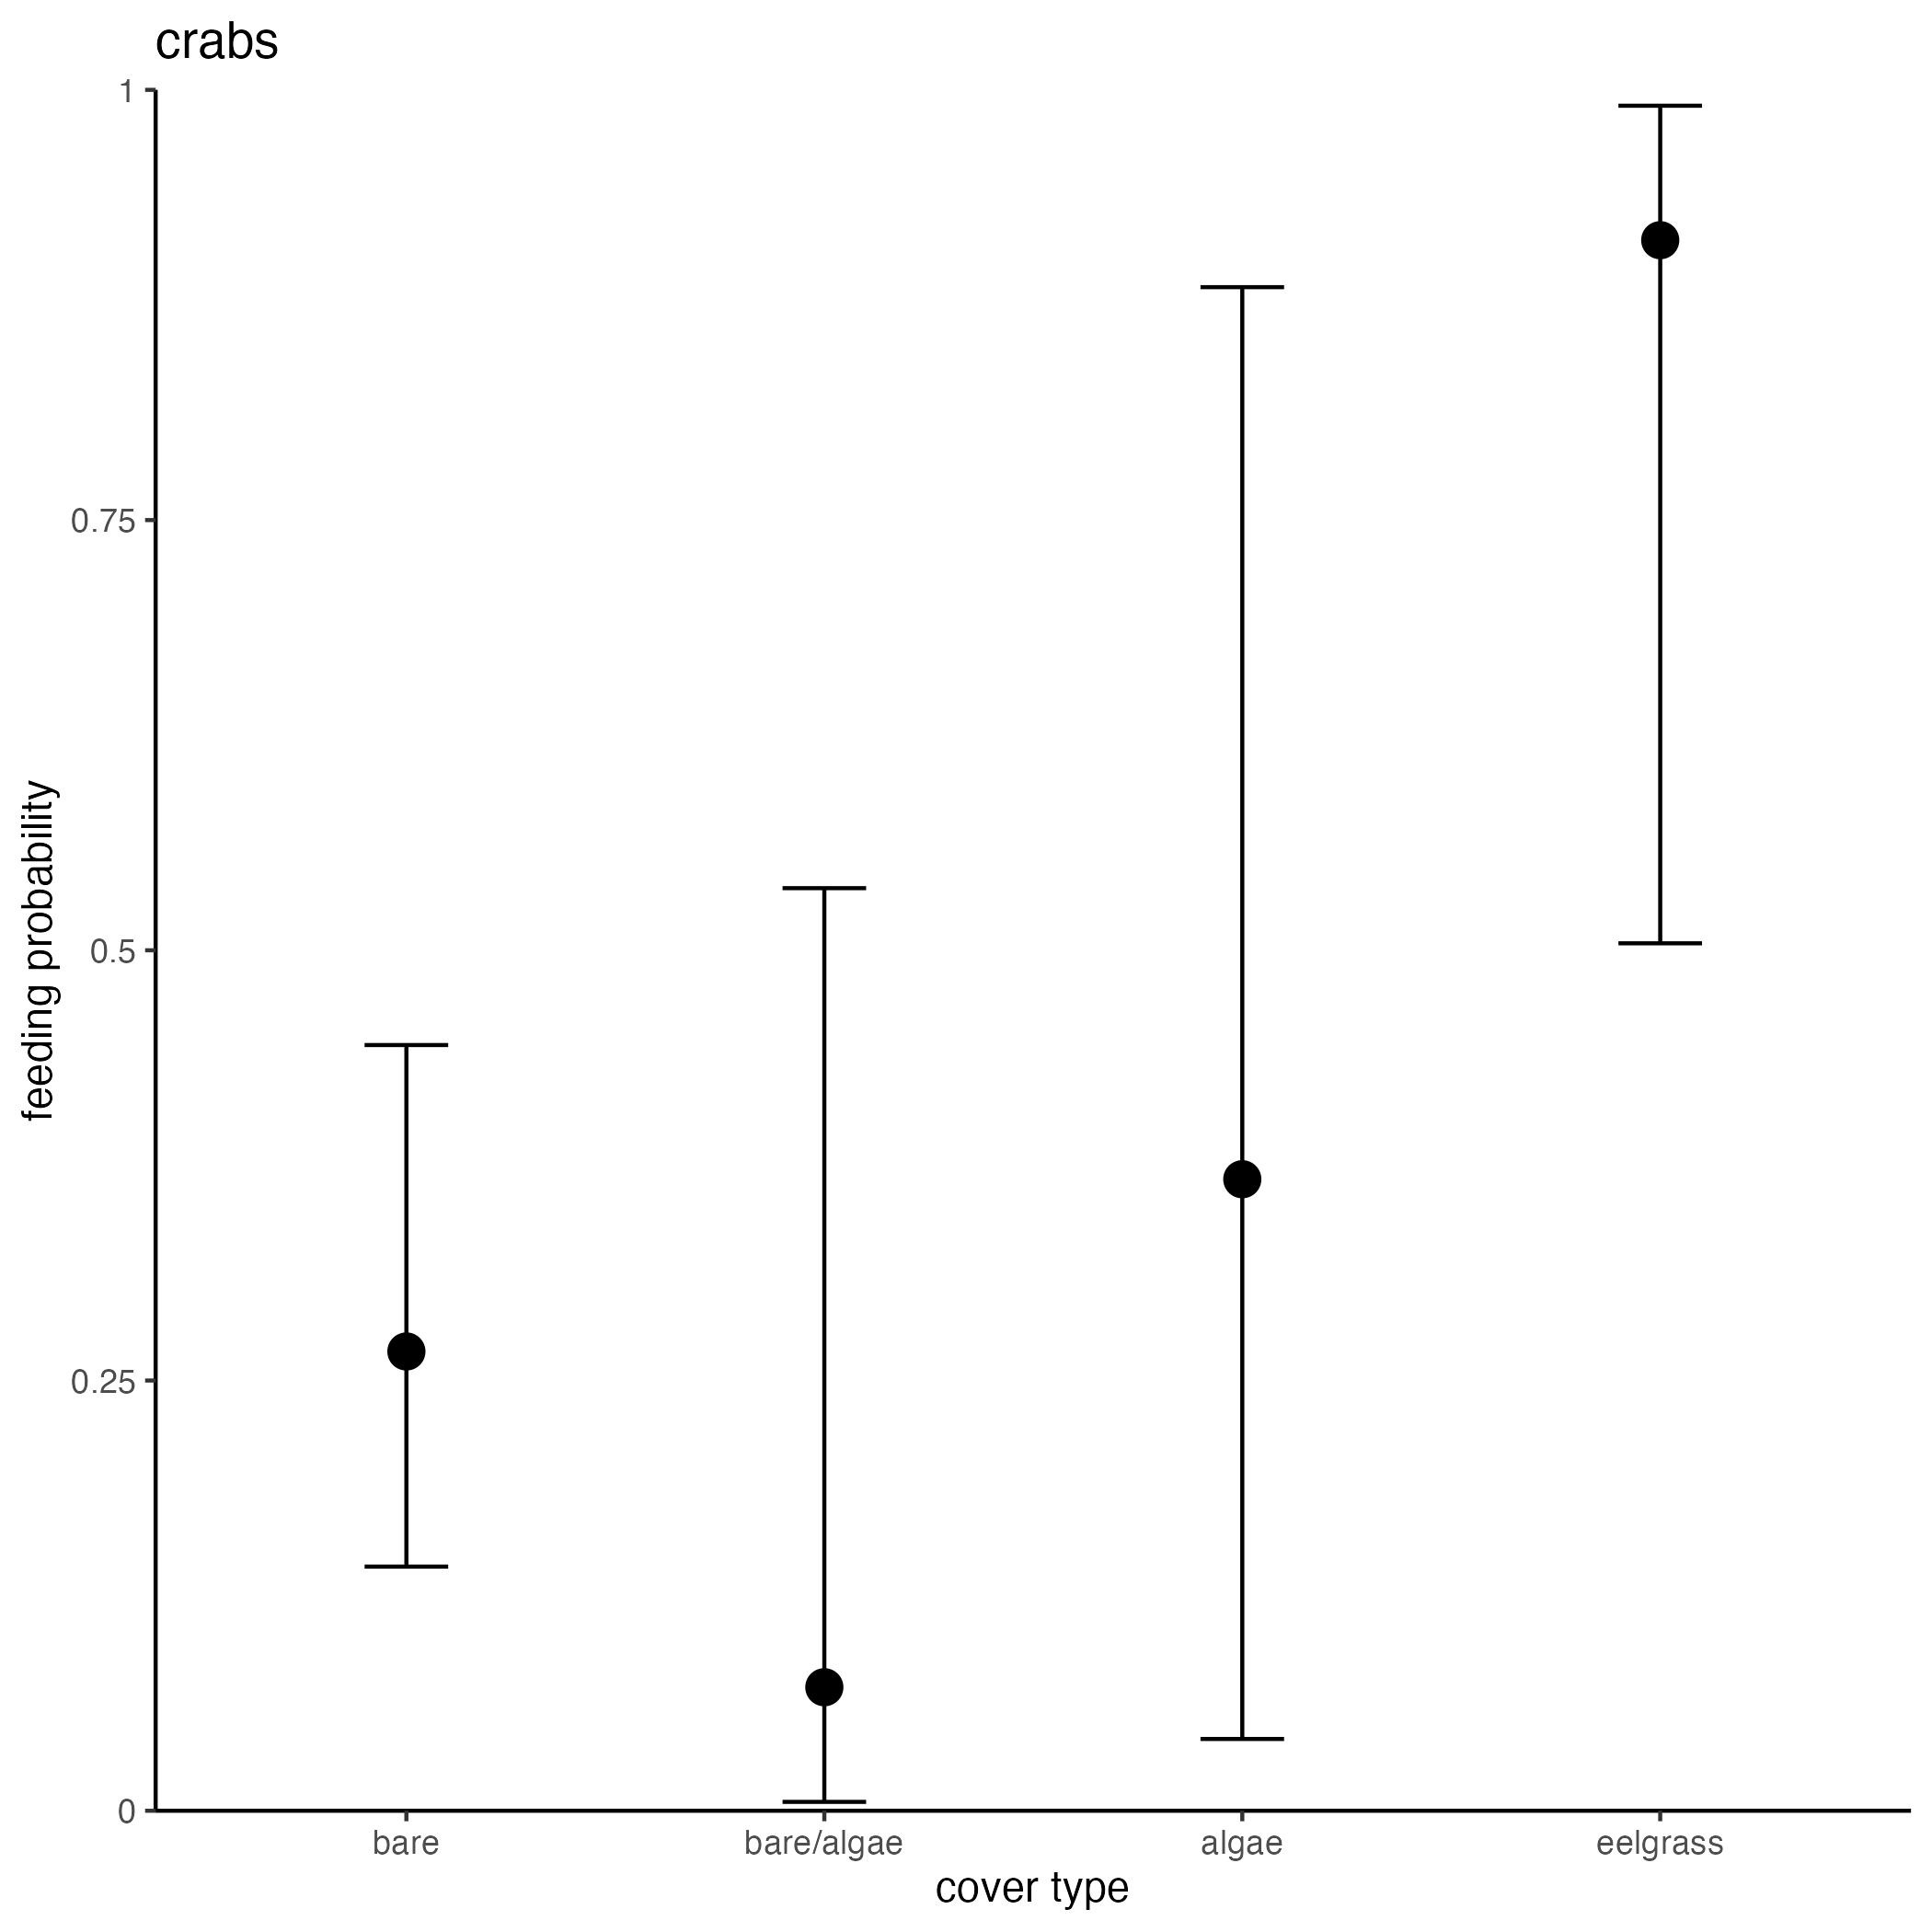 crabs
1
0.75
0.5
0.25
0
feeding probability
bare
bare/algae
algae
eelgrass
cover type